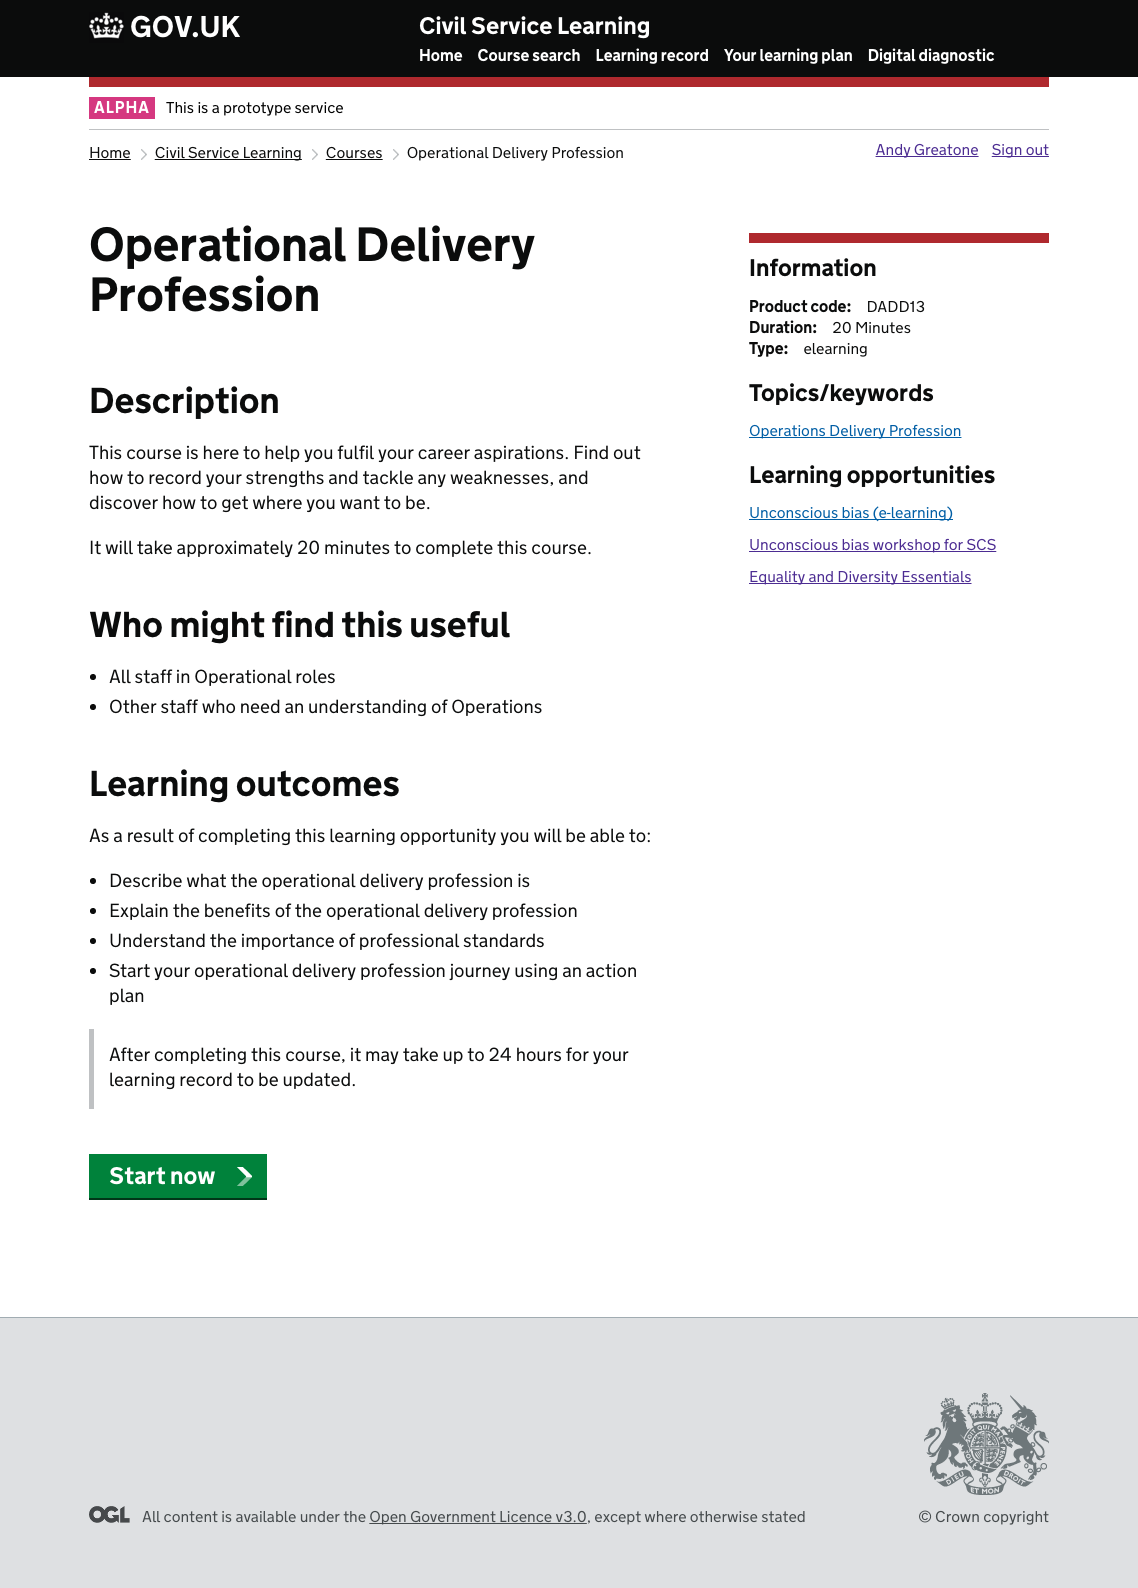 GOV.UK
Civil Service Learning
Home Course search Learning record Your learning plan Digital diagnostic
ALPHA This is a prototype service
Home Civil Service Learning Courses Operational Delivery Profession
Andy Greatone Sign out
Operational Delivery
Profession
Description
This course is here to help you fulfil your career aspirations. Find out
how to record your strengths and tackle any weaknesses, and
discover how to get where you want to be.
It will take approximately 20 minutes to complete this course.
Who might find this useful
All staff in Operational roles
Other staff who need an understanding of Operations
Learning outcomes
As a result of completing this learning opportunity you will be able to:
Describe what the operational delivery profession is
Explain the benefits of the operational delivery profession
Understand the importance of professional standards
Start your operational delivery profession journey using an action
plan
After completing this course, it may take up to 24 hours for your
learning record to be updated.
Start now
Information
Product code: DADD13
Duration: 20 Minutes
Type: elearning
Topics/keywords
Operations Delivery Profession
Learning opportunities
Unconscious bias (e-learning)
Unconscious bias workshop for SCS
Equality and Diversity Essentials
DIEU ET MON DROIT
OGL All content is available under the Open Government Licence v3.0, except where otherwise stated
© Crown copyright